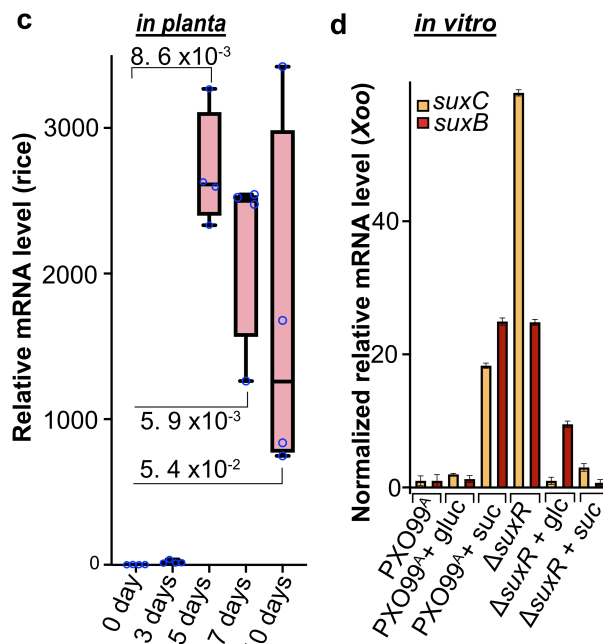 c
in planta
Relative mRNA level (rice)
8. 6 x10⁻³
3000
2000
1000
0
5. 9 x10⁻³
5. 4 x10⁻²
0 day
3 days
5 days
7 days
10 days
d
in vitro
Normalized relative mRNA level (Xoo)
suxC
suxB
40
20
0
PXO99ᴬ
PXO99ᴬ+ gluc
PXO99ᴬ+ suc
ΔsuxR
ΔsuxR + glc
ΔsuxR + suc